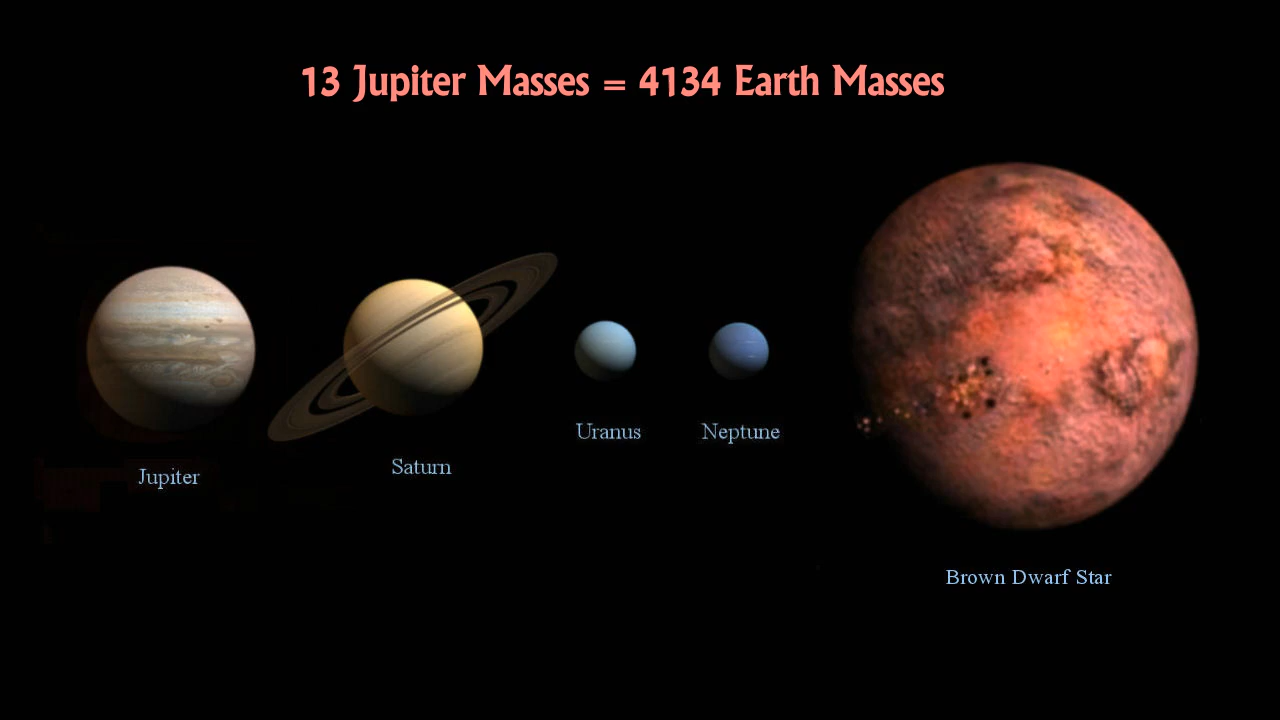 13 Jupiter Masses = 4134 Earth Masses
Jupiter
Saturn
Uranus
Neptune
Brown Dwarf Star